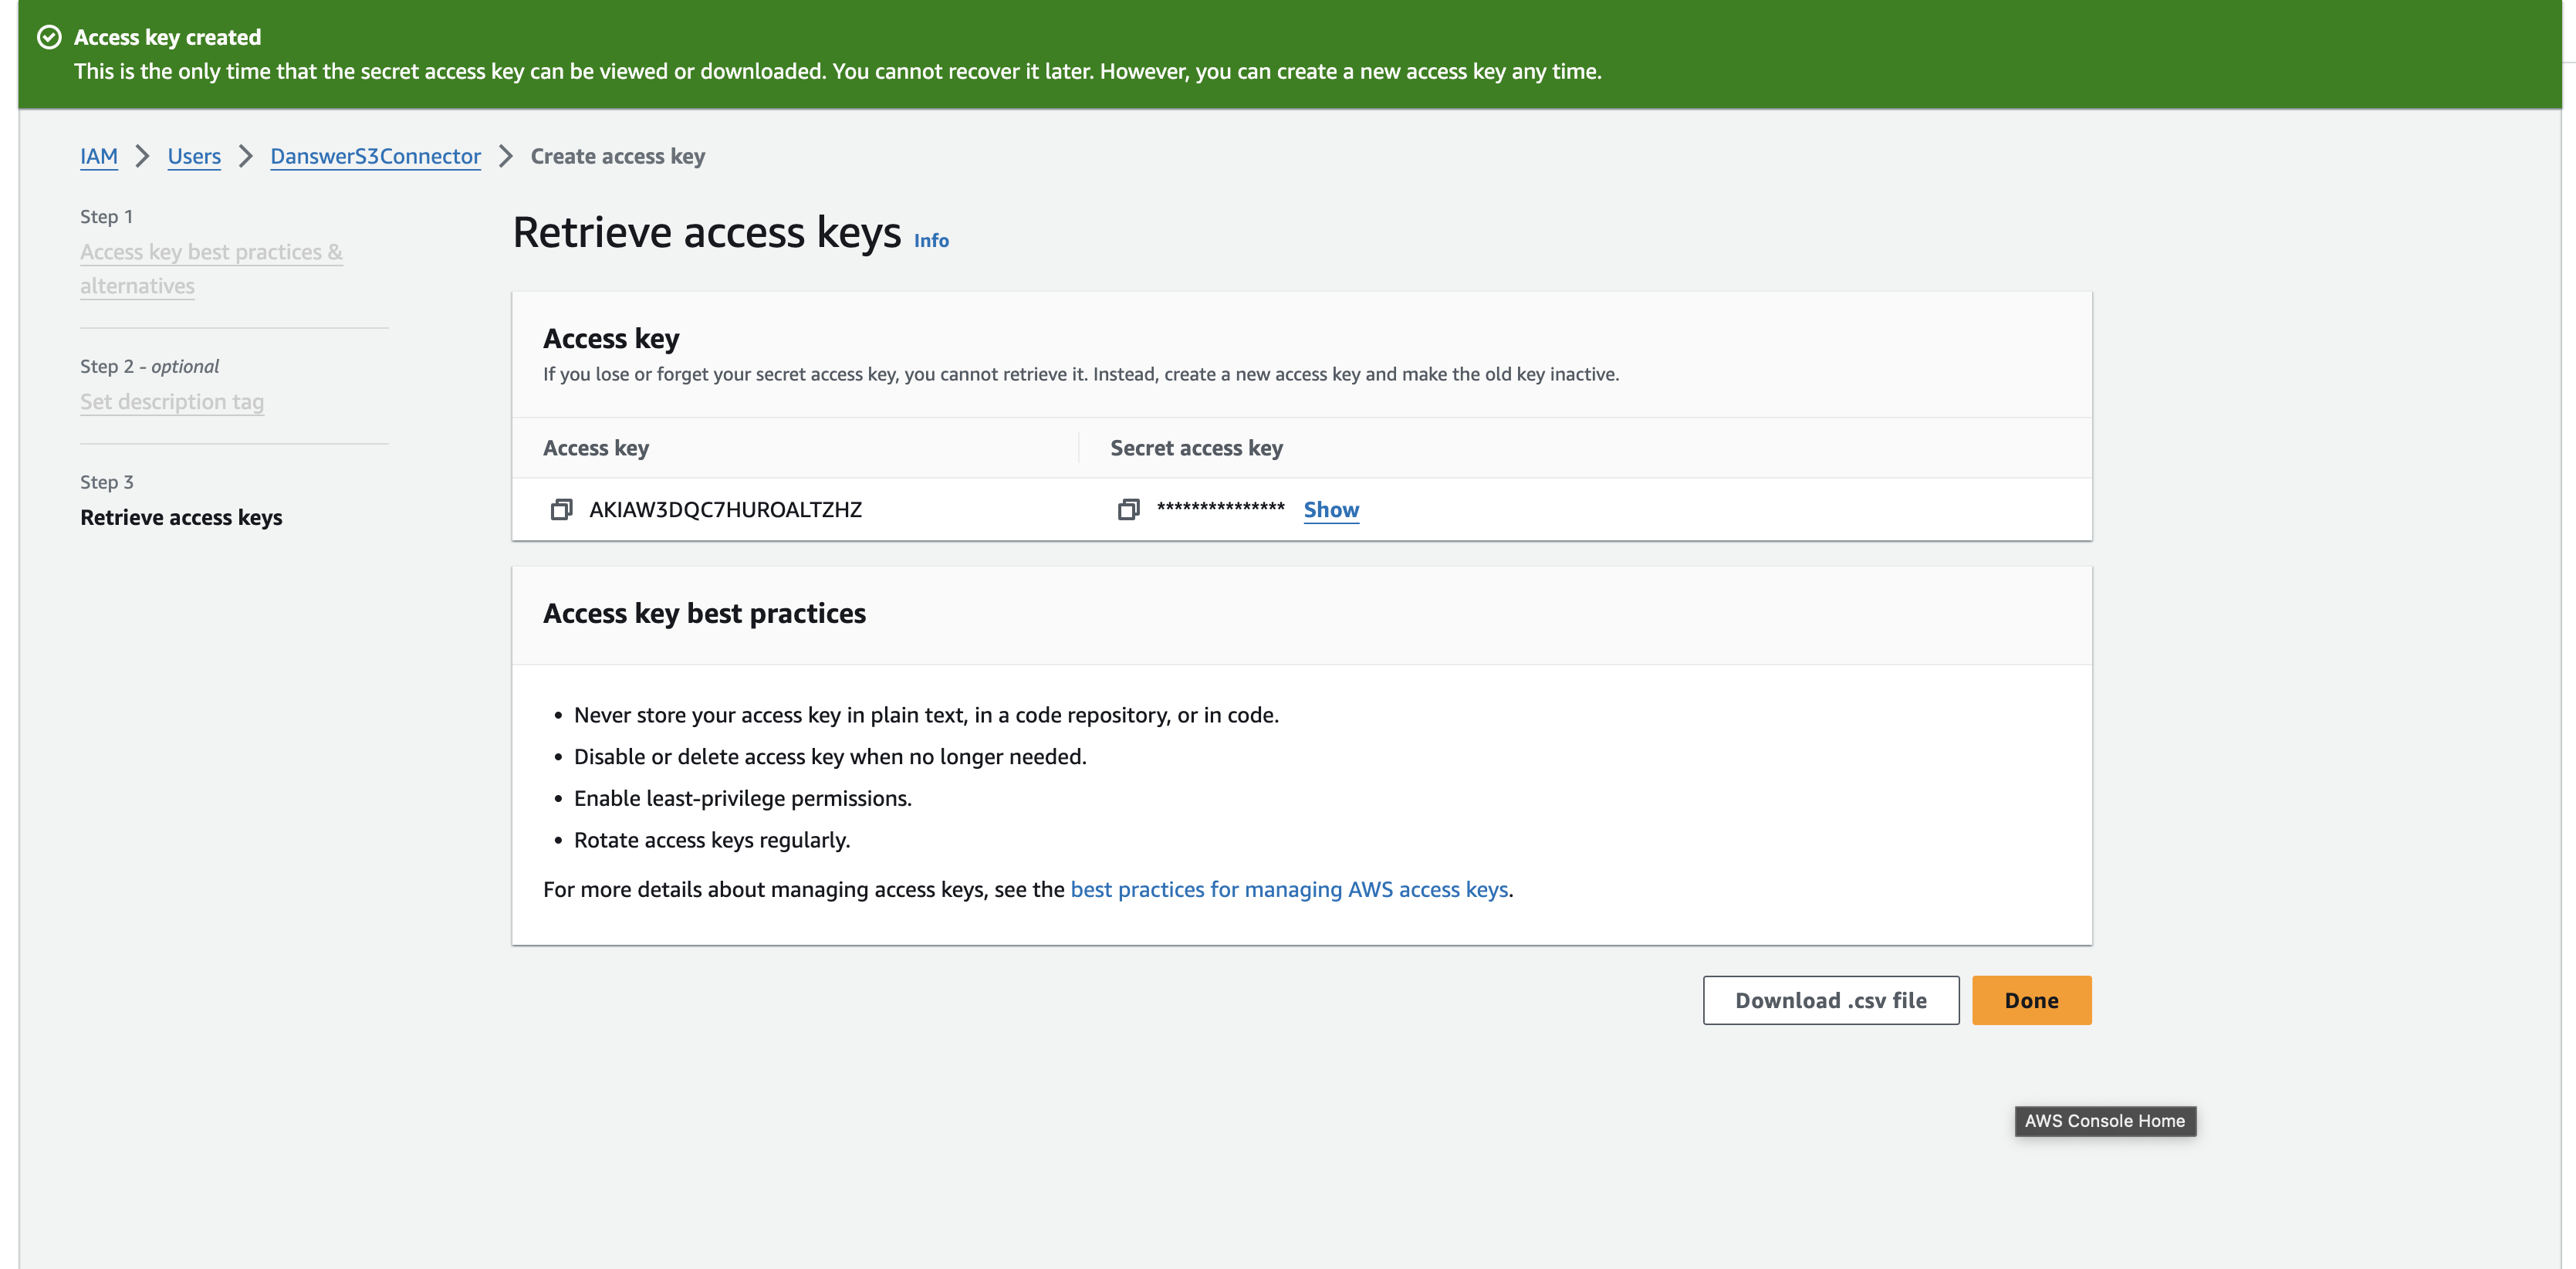 Access key created
This is the only time that the secret access key can be viewed or downloaded. You cannot recover it later. However, you can create a new access key any time.
IAM > Users > DanswerS3Connector > Create access key
Step 1
Access key best practices &
alternatives
Step 2 - optional
Set description tag
Step 3
Retrieve access keys
Retrieve access keys Info
Access key
If you lose or forget your secret access key, you cannot retrieve it. Instead, create a new access key and make the old key inactive.
Access key Secret access key
AKIAW3DQC7HUROALTZHZ *************** Show
Access key best practices
• Never store your access key in plain text, in a code repository, or in code.
• Disable or delete access key when no longer needed.
• Enable least-privilege permissions.
• Rotate access keys regularly.
For more details about managing access keys, see the best practices for managing AWS access keys.
Download .csv file Done
AWS Console Home